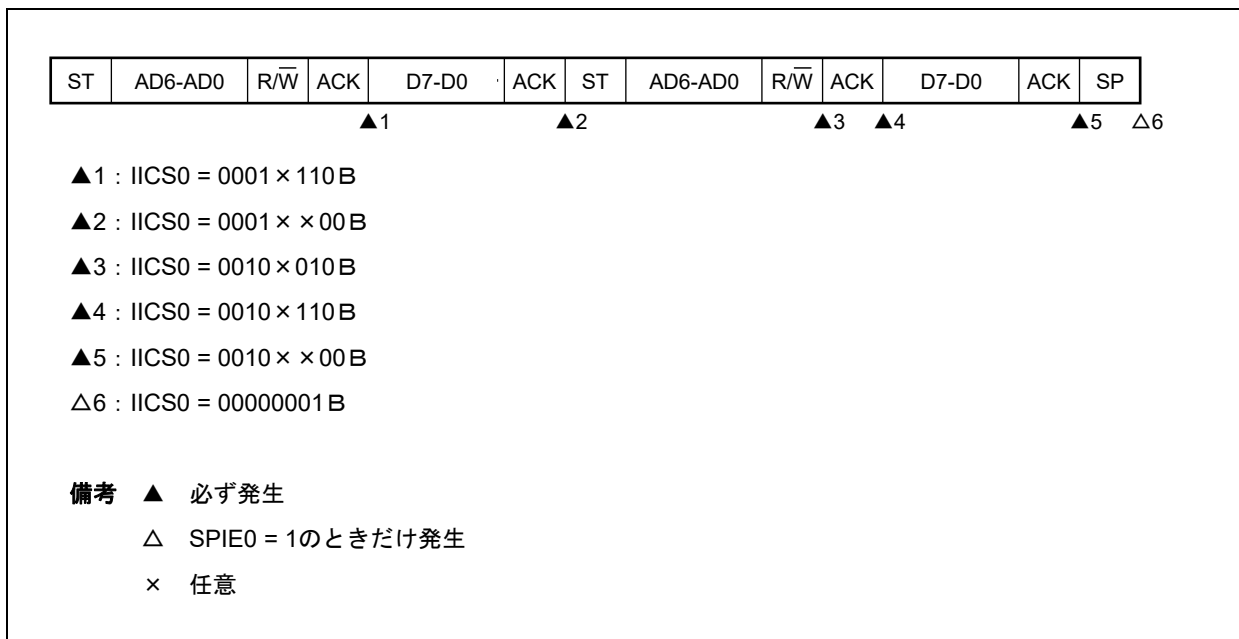 ST AD6-AD0 R/W̅ ACK D7-D0 ACK ST AD6-AD0 R/W̅ ACK D7-D0 ACK SP
▲1 ▲2 ▲3 ▲4 ▲5 △6
▲1 : IICS0 = 0001×110B
▲2 : IICS0 = 0001××00B
▲3 : IICS0 = 0010×010B
▲4 : IICS0 = 0010×110B
▲5 : IICS0 = 0010××00B
△6 : IICS0 = 00000001B
備考 ▲ 必ず発生
△ SPIE0 = 1のときだけ発生
× 任意